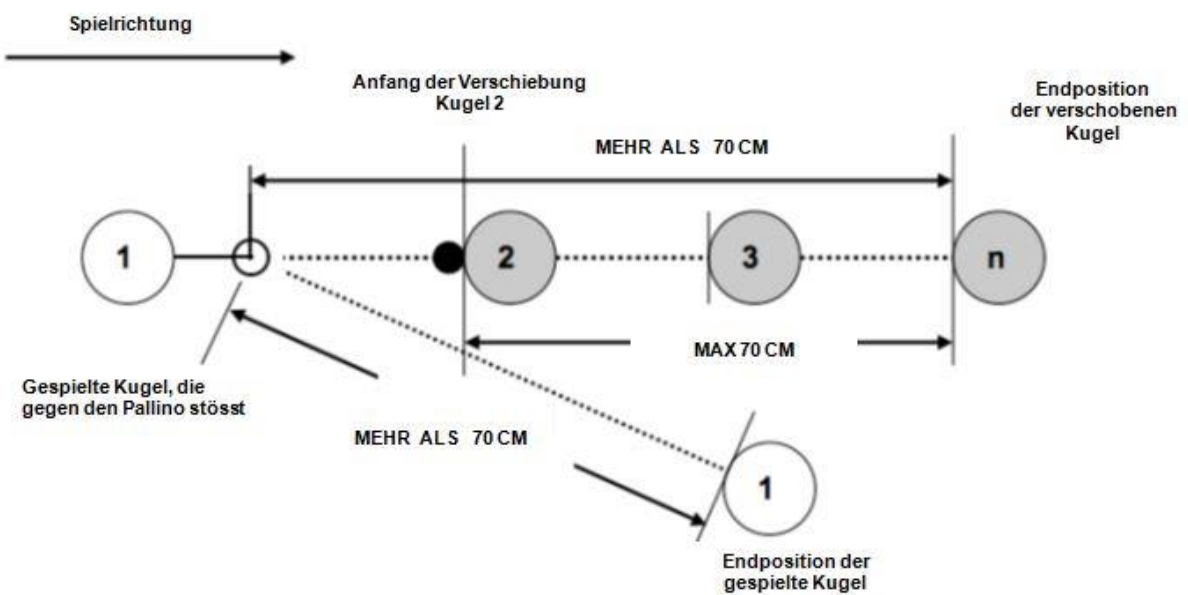 Spielrichtung
Anfang der Verschiebung
Kugel 2
Endposition
der verschobenen
Kugel
MEHR ALS 70 CM
1
2
3
n
MAX 70 CM
Gespielte Kugel, die
gegen den Pallino stösst
MEHR ALS 70 CM
1
Endposition der
gespielte Kugel